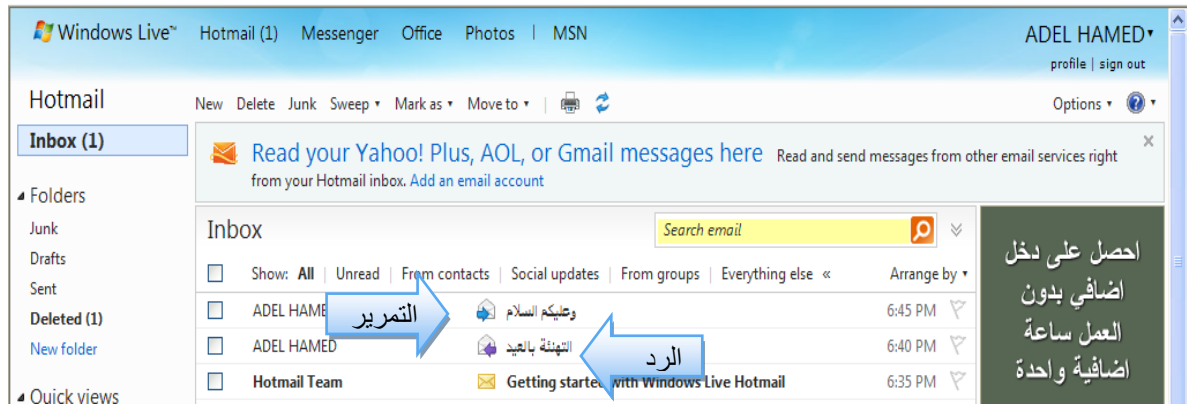 Windows Live™ Hotmail (1) Messenger Office Photos | MSN ADEL HAMED
profile | sign out
Hotmail New Delete Junk Sweep Mark as Move to Options
Inbox (1)
Read your Yahoo! Plus, AOL, or Gmail messages here Read and send messages from other email services right
from your Hotmail inbox. Add an email account
Folders
Junk
Drafts
Sent
Deleted (1)
New folder
Quick views
Inbox Search email
Show: All | Unread | From contacts | Social updates | From groups | Everything else « Arrange by
ADEL HAME وعليكم السلام 6:45 PM
التمرير
ADEL HAMED التهنئة بالعيد 6:40 PM
الرد
Hotmail Team Getting started with Windows Live Hotmail 6:35 PM
احصل على دخل
اضافي بدون
العمل ساعة
اضافية واحدة